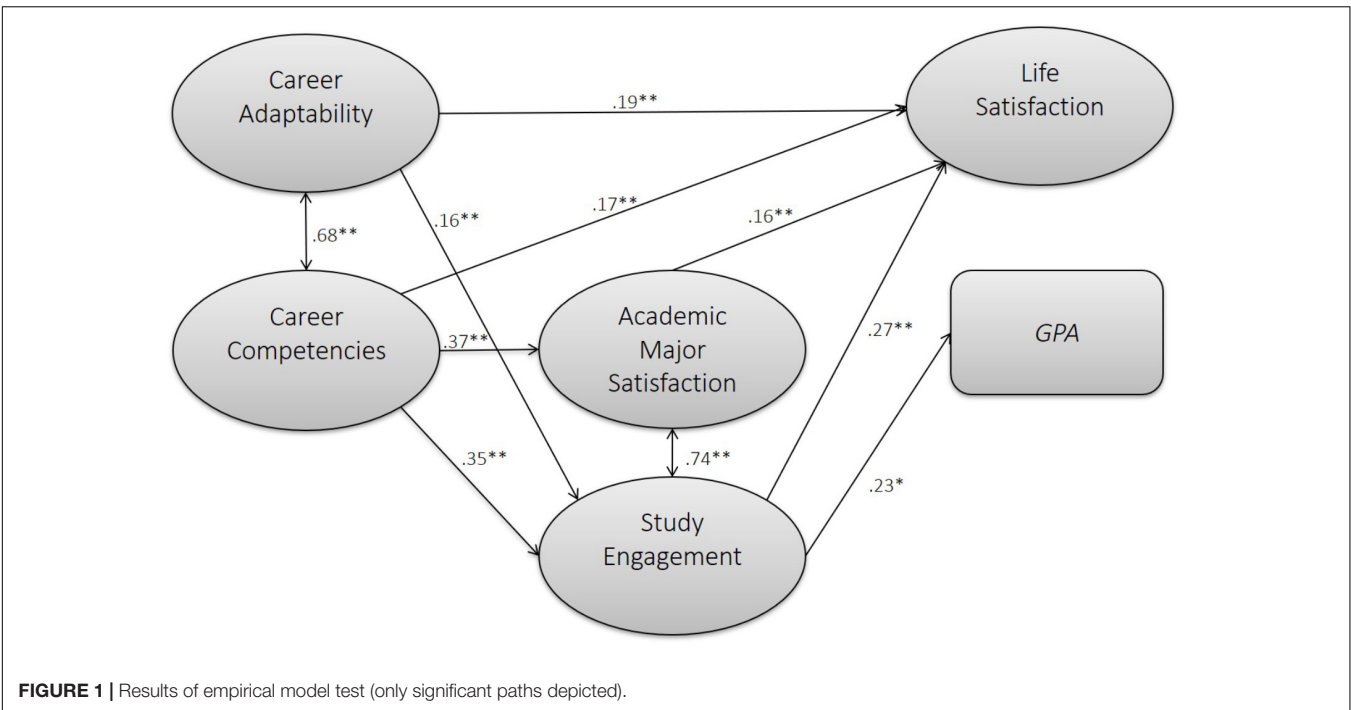 Career
Adaptability
Life
Satisfaction
.19**
.17**
.16**
.16**
.68**
Career
Competencies
.37**
Academic
Major
Satisfaction
GPA
.27**
.35**
.74**
.23*
Study
Engagement
FIGURE 1 | Results of empirical model test (only significant paths depicted).